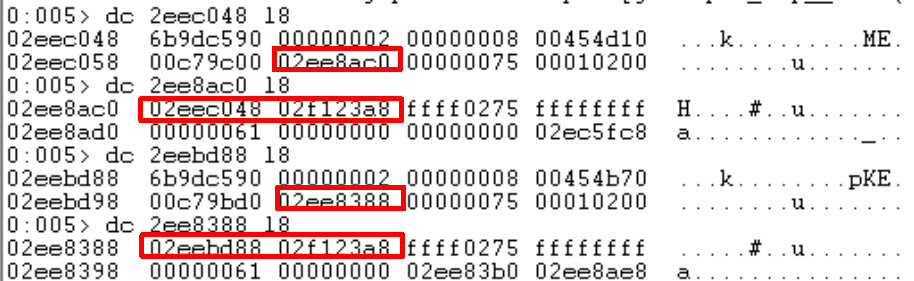 0:005> dc 2eec048 l8
02eec048  6b9dc590 00000002 00000008 00454d10  ...k.........ME.
02eec058  00c79c00 02ee8ac0 00000075 00010200  ........u.......
0:005> dc 2ee8ac0 l8
02ee8ac0  02eec048 02f123a8 ffff0275 ffffffff  H....#..u.......
02ee8ad0  00000061 00000000 00000000 02ec5fc8  a............_..
0:005> dc 2eebd88 l8
02eebd88  6b9dc590 00000002 00000008 00454b70  ...k........pKE.
02eebd98  00c79bd0 02ee8388 00000075 00010200  ........u.......
0:005> dc 2ee8388 l8
02ee8388  02eebd88 02f123a8 ffff0275 ffffffff  .....#..u.......
02ee8398  00000061 00000000 02ee83b0 02ee8ae8  a...............